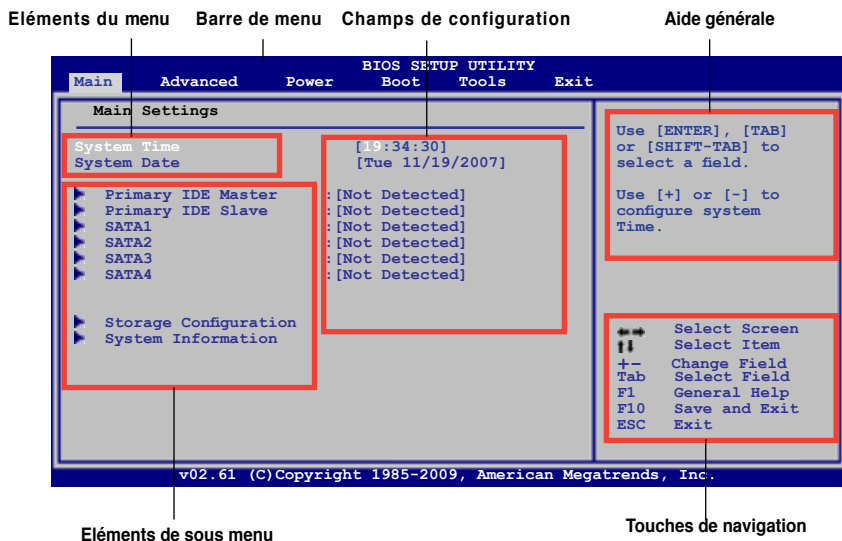 Eléments du menu Barre de menu Champs de configuration Aide générale
BIOS SETUP UTILITY
Main Advanced Power Boot Tools Exit
Main Settings
System Time [19:34:30]
System Date [Tue 11/19/2007]
Primary IDE Master :[Not Detected]
Primary IDE Slave :[Not Detected]
SATA1 :[Not Detected]
SATA2 :[Not Detected]
SATA3 :[Not Detected]
SATA4 :[Not Detected]
Storage Configuration
System Information
Use [ENTER], [TAB]
or [SHIFT-TAB] to
select a field.
Use [+] or [-] to
configure system
Time.
←→ Select Screen
↑↓ Select Item
+- Change Field
Tab Select Field
F1 General Help
F10 Save and Exit
ESC Exit
v02.61 (C)Copyright 1985-2009, American Megatrends, Inc.
Eléments de sous menu Touches de navigation